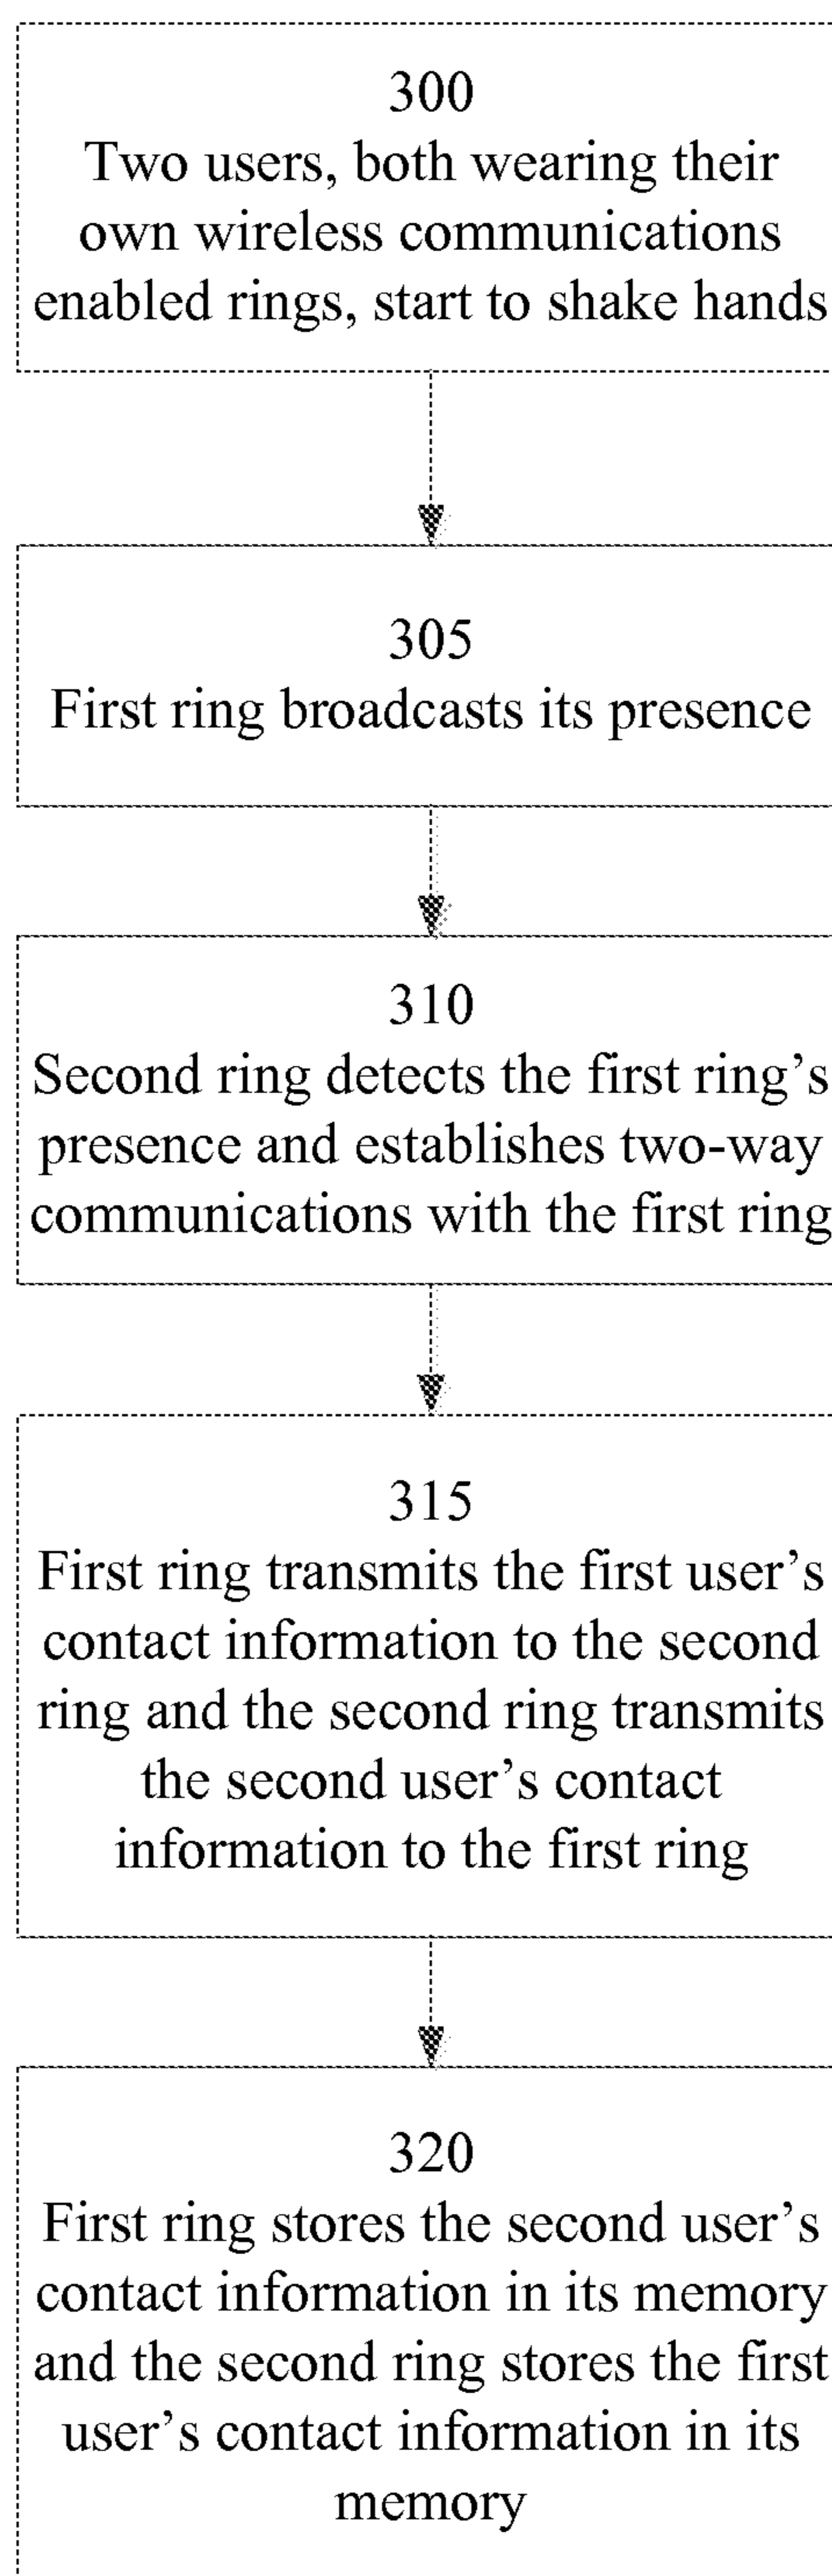 300
Two users, both wearing their
own wireless communications
enabled rings, start to shake hands
305
First ring broadcasts its presence
310
Second ring detects the first ring’s
presence and establishes two-way
communications with the first ring
315
First ring transmits the first user’s
contact information to the second
ring and the second ring transmits
the second user’s contact
information to the first ring
320
First ring stores the second user’s
contact information in its memory
and the second ring stores the first
user’s contact information in its
memory